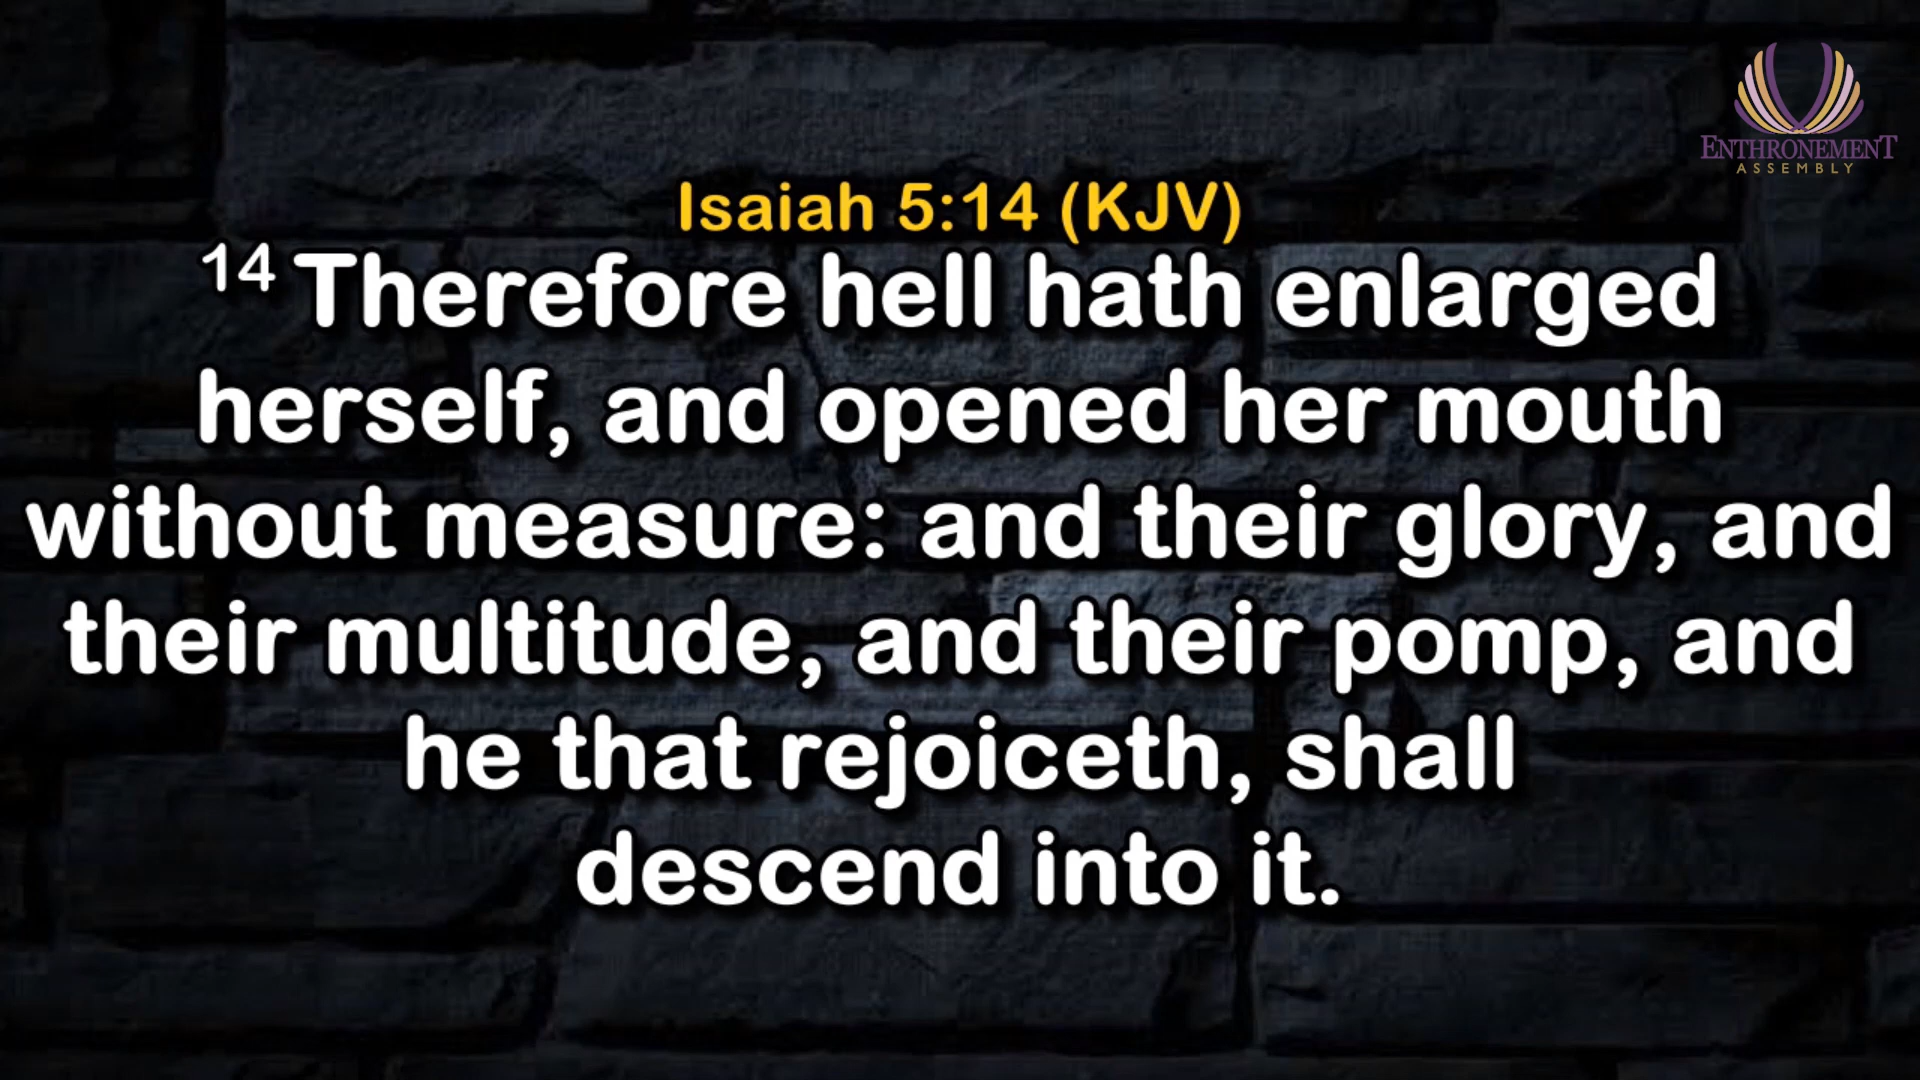 ENTHRONEMENT
ASSEMBLY
Isaiah 5:14 (KJV)
14 Therefore hell hath enlarged
herself, and opened her mouth
without measure: and their glory, and
their multitude, and their pomp, and
he that rejoiceth, shall
descend into it.